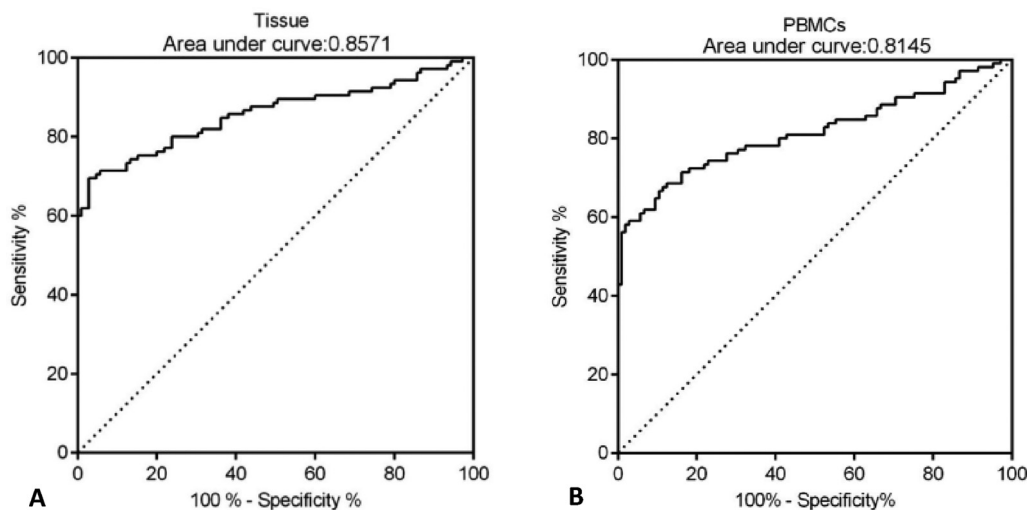 Tissue
Area under curve:0.8571
100
80
60
40
20
0
Sensitivity %
0 20 40 60 80 100
100 % - Specificity %
A
PBMCs
Area under curve:0.8145
100
80
60
40
20
0
Sensitivity %
0 20 40 60 80 100
100% - Specificity%
B